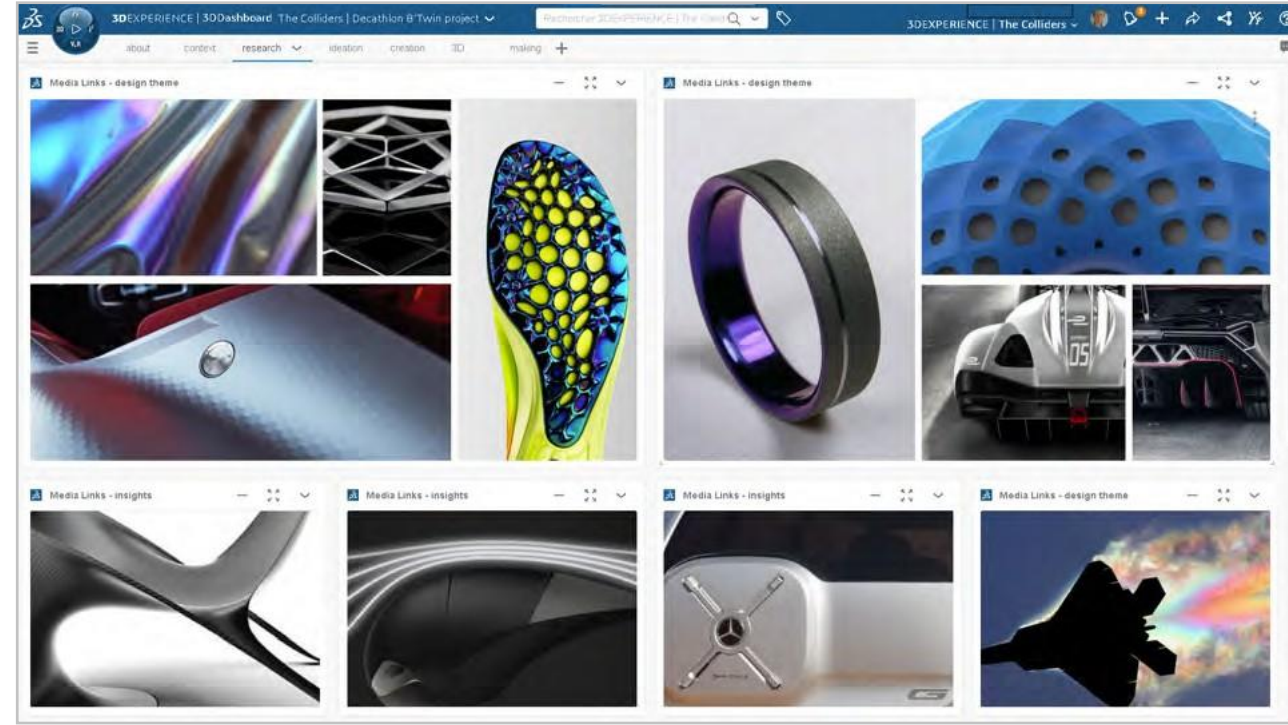 3DEXPERIENCE | 3DDashboard The Colliders | Decathlon B'Twin project
3DEXPERIENCE | The Colliders
V.R
about context research ideation creation 3D making
Media Links - design theme
Media Links - design theme
05
Media Links - insights
Media Links - insights
Media Links - insights
Media Links - design theme